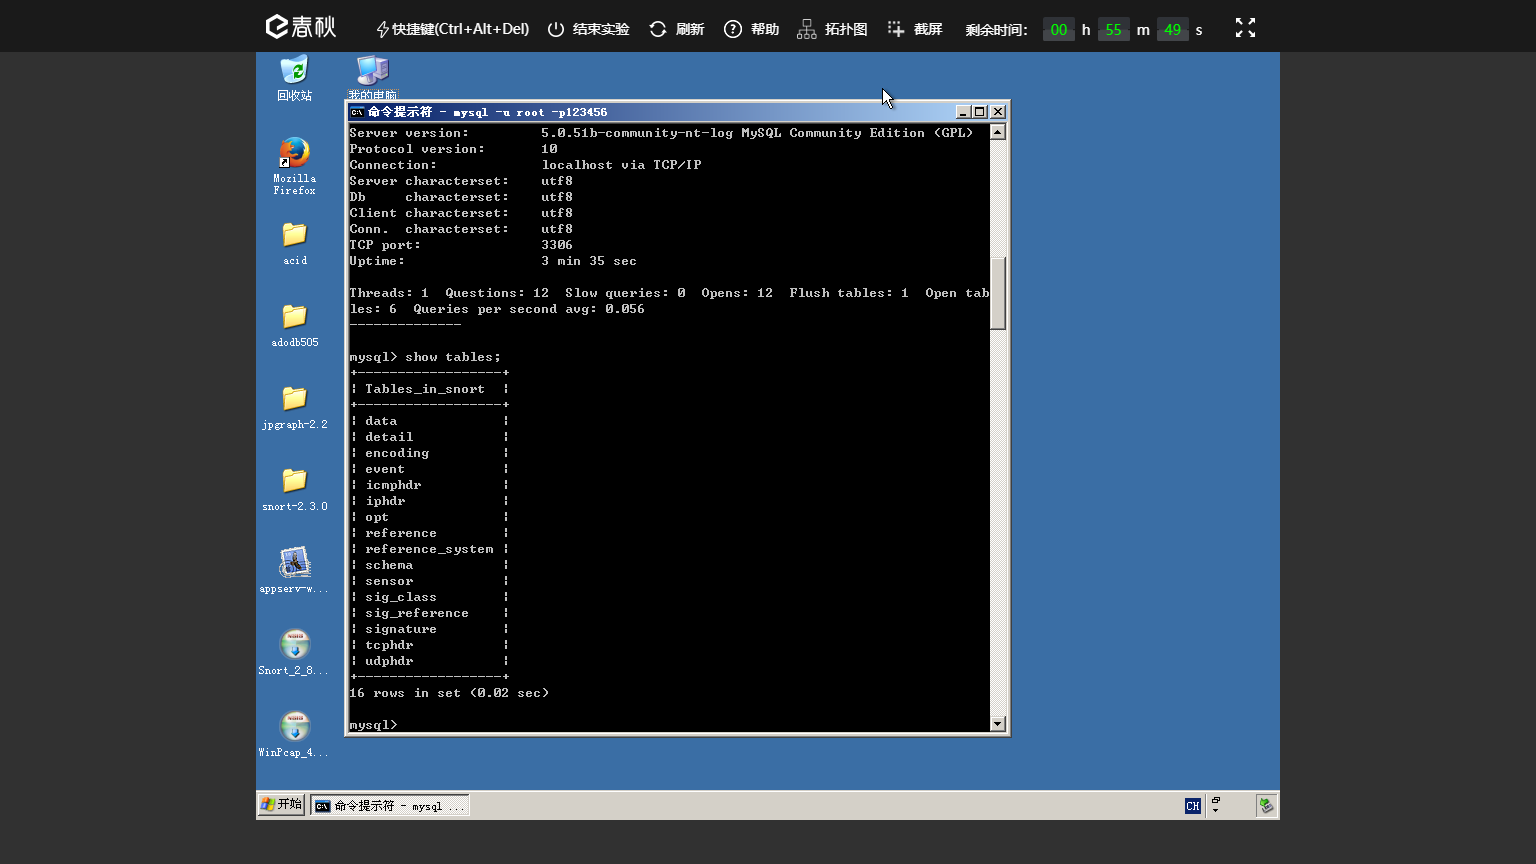 春秋 快捷键(Ctrl+Alt+Del) 结束实验 刷新 帮助 拓扑图 截屏 剩余时间: 00 h 55 m 49 s
回收站
我的电脑
Mozilla
Firefox
acid
adodb505
jpgraph-2.2
snort-2.3.0
appserv-w...
Snort_2_8...
WinPcap_4...
命令提示符 - mysql -u root -p123456
Server version: 5.0.51b-community-nt-log MySQL Community Edition (GPL)
Protocol version: 10
Connection: localhost via TCP/IP
Server characterset: utf8
Db characterset: utf8
Client characterset: utf8
Conn. characterset: utf8
TCP port: 3306
Uptime: 3 min 35 sec
Threads: 1 Questions: 12 Slow queries: 0 Opens: 12 Flush tables: 1 Open tab
les: 6 Queries per second avg: 0.056
--------------
mysql> show tables;
+------------------+
| Tables_in_snort |
+------------------+
| data |
| detail |
| encoding |
| event |
| icmphdr |
| iphdr |
| opt |
| reference |
| reference_system |
| schema |
| sensor |
| sig_class |
| sig_reference |
| signature |
| tcphdr |
| udphdr |
+------------------+
16 rows in set (0.02 sec)
mysql>
开始 命令提示符 - mysql ... CH